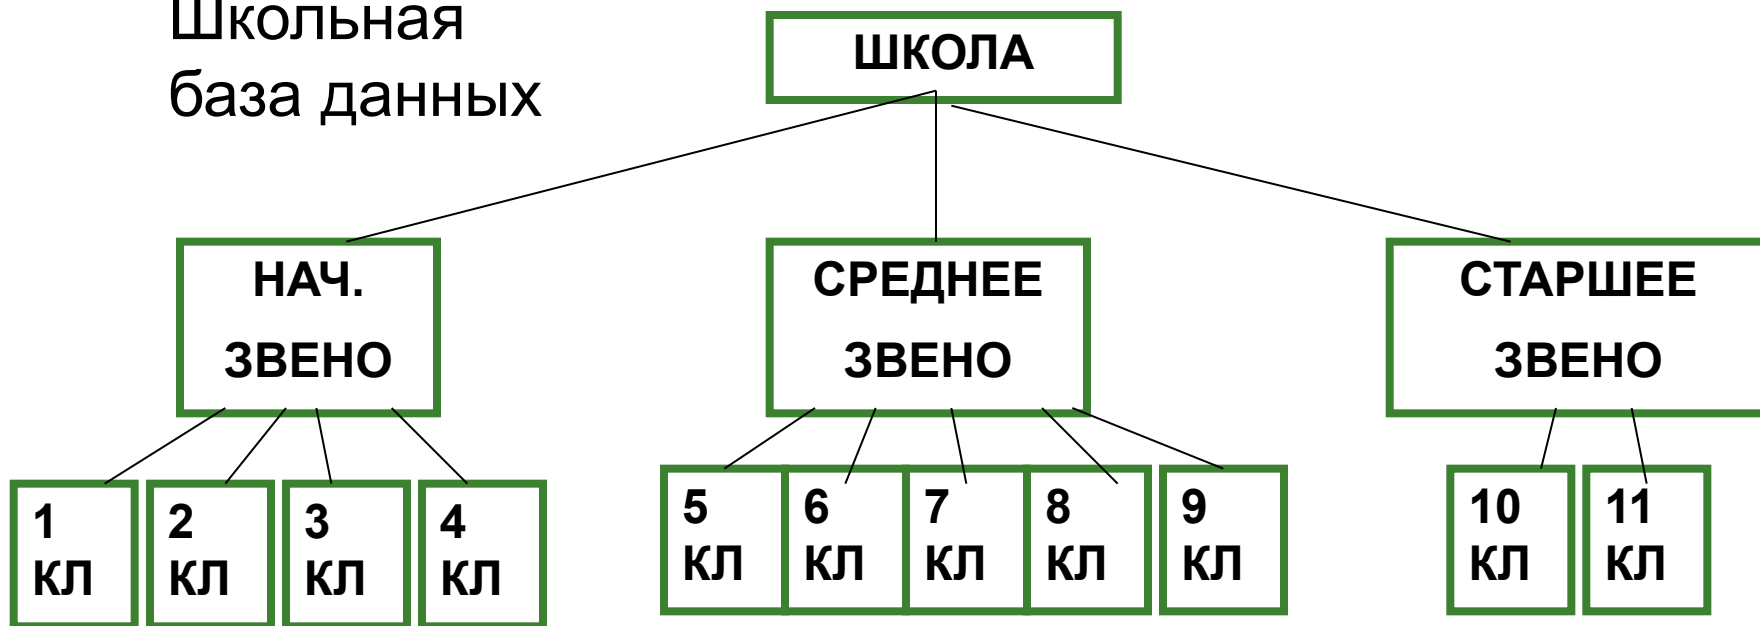 Школьная
база данных
ШКОЛА
НАЧ.
ЗВЕНО
СРЕДНЕЕ
ЗВЕНО
СТАРШЕЕ
ЗВЕНО
1
КЛ
2
КЛ
3
КЛ
4
КЛ
5
КЛ
6
КЛ
7
КЛ
8
КЛ
9
КЛ
10
КЛ
11
КЛ